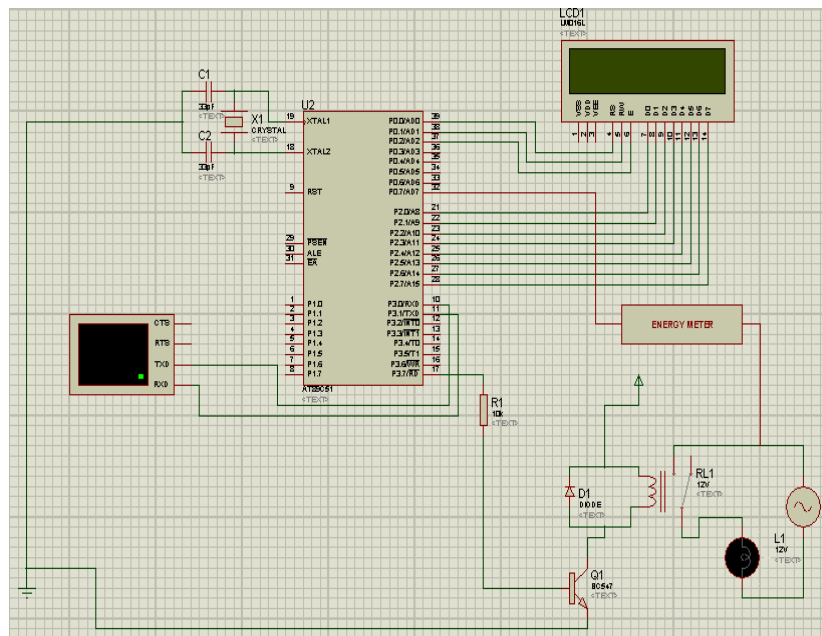 LCD1
LM016L
<TEXT>
VSS VDD VEE RS RW E D0 D1 D2 D3 D4 D5 D6 D7
1 2 3 4 5 6 7 8 9 10 11 12 13 14
C1
33pF
<TEXT>
X1
CRYSTAL
<TEXT>
C2
33pF
<TEXT>
U2
19 XTAL1
18 XTAL2
9 RST
29 PSEN
30 ALE
31 EA
1 P1.0
2 P1.1
3 P1.2
4 P1.3
5 P1.4
6 P1.5
7 P1.6
8 P1.7
P0.0/AD0 39
P0.1/AD1 38
P0.2/AD2 37
P0.3/AD3 36
P0.4/AD4 35
P0.5/AD5 34
P0.6/AD6 33
P0.7/AD7 32
P2.0/A8 21
P2.1/A9 22
P2.2/A10 23
P2.3/A11 24
P2.4/A12 25
P2.5/A13 26
P2.6/A14 27
P2.7/A15 28
P3.0/RXD 10
P3.1/TXD 11
P3.2/INT0 12
P3.3/INT1 13
P3.4/T0 14
P3.5/T1 15
P3.6/WR 16
P3.7/RD 17
AT89C51
<TEXT>
CTS
RTS
TXD
RXD
ENERGY METER
R1
10k
<TEXT>
D1
DIODE
<TEXT>
RL1
12V
<TEXT>
L1
12V
<TEXT>
Q1
BC547
<TEXT>